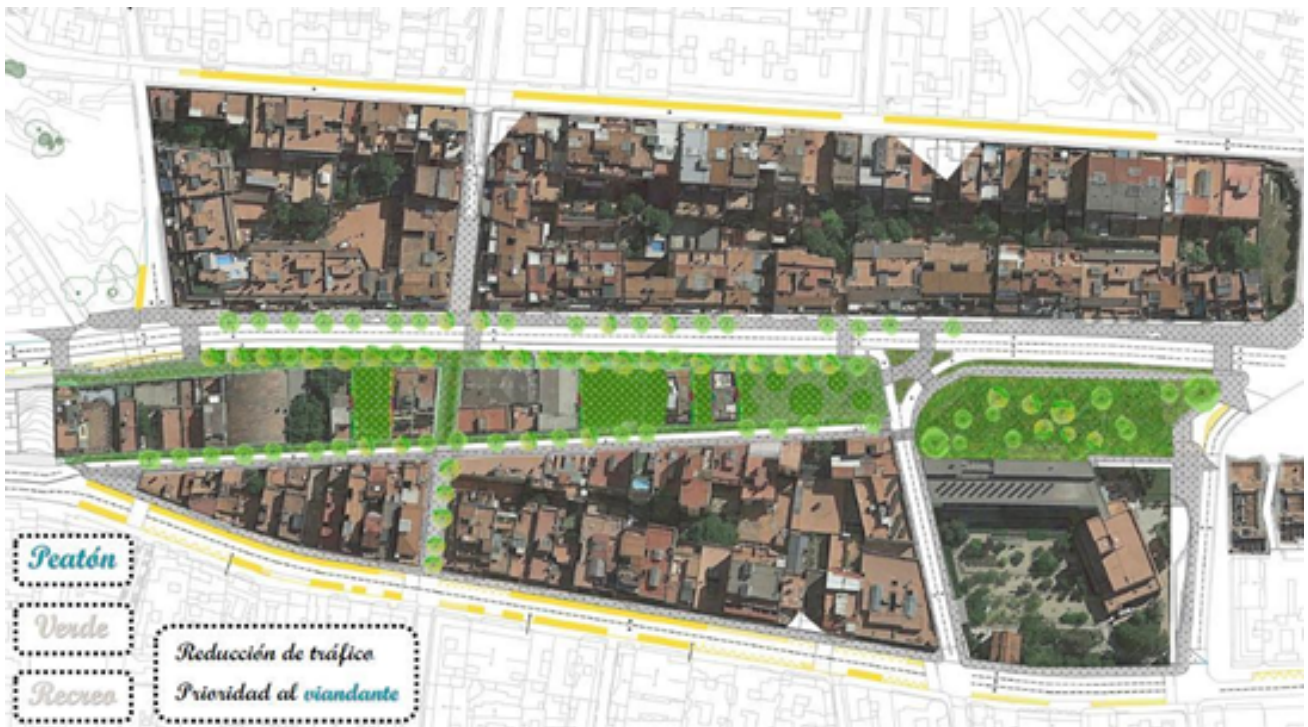 Peatón
Verde
Recreo
Reducción de tráfico
Prioridad al viandante